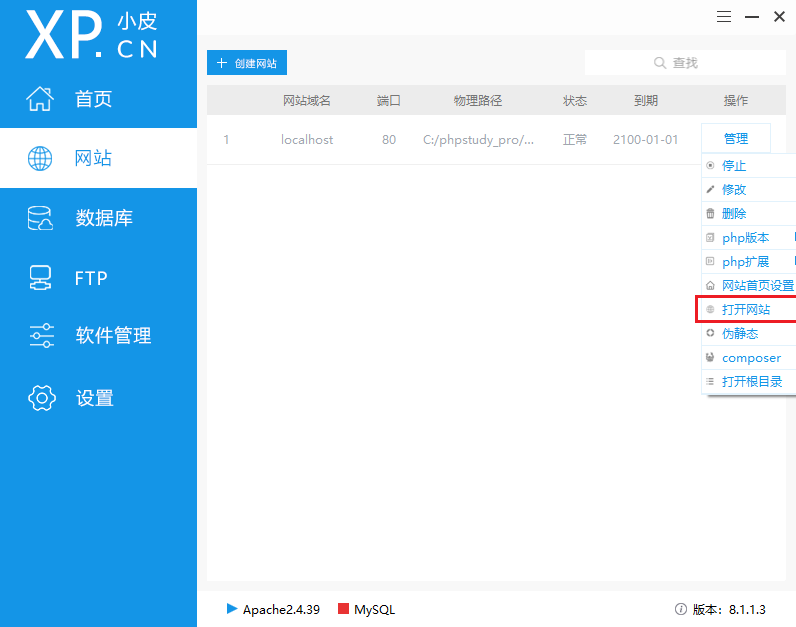 XP.小皮
CN
首页
网站
数据库
FTP
软件管理
设置
创建网站
查找
网站域名 端口 物理路径 状态 到期 操作
1 localhost 80 C:/phpstudy_pro/... 正常 2100-01-01 管理
停止
修改
删除
php版本
php扩展
网站首页设置
打开网站
伪静态
composer
打开根目录
Apache2.4.39 MySQL 版本: 8.1.1.3